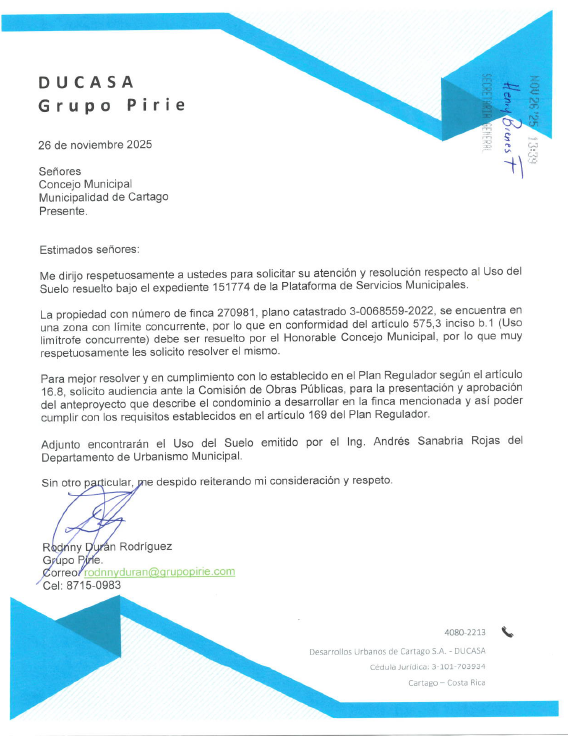 DUCASA
Grupo Pirie
NOV 26 '25 13:39
SECRETARIA GENERAL
26 de noviembre 2025
Señores
Concejo Municipal
Municipalidad de Cartago
Presente.
Estimados señores:
Me dirijo respetuosamente a ustedes para solicitar su atención y resolución respecto al Uso del
Suelo resuelto bajo el expediente 151774 de la Plataforma de Servicios Municipales.
La propiedad con número de finca 270981, plano catastrado 3-0068559-2022, se encuentra en
una zona con límite concurrente, por lo que en conformidad del articulo 575,3 inciso b.1 (Uso
limítrofe concurrente) debe ser resuelto por el Honorable Concejo Municipal, por lo que muy
respetuosamente les solicito resolver el mismo.
Para mejor resolver y en cumplimiento con lo establecido en el Plan Regulador según el artículo
16.8, solicito audiencia ante la Comisión de Obras Públicas, para la presentación y aprobación
del anteproyecto que describe el condominio a desarrollar en la finca mencionada y así poder
cumplir con los requisitos establecidos en el articulo 169 del Plan Regulador.
Adjunto encontrarán el Uso del Suelo emitido por el Ing. Andrés Sanabria Rojas del
Departamento de Urbanismo Municipal.
Sin otro particular, me despido reiterando mi consideración y respeto.
Rodnny Durán Rodríguez
Grupo Pirie.
Correo: rodnnyduran@grupopirie.com
Cel: 8715-0983
4080-2213
Desarrollos Urbanos de Cartago S.A. - DUCASA
Cédula Jurídica: 3-101-703934
Cartago – Costa Rica